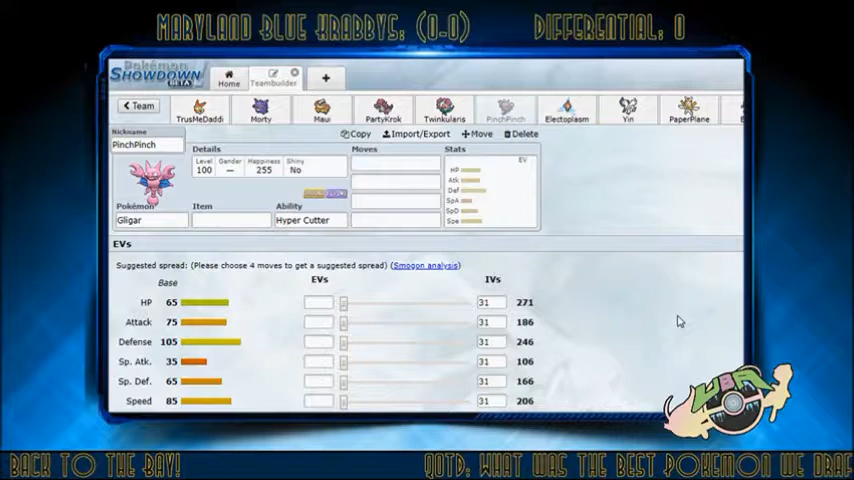 MARYLAND BLUE KRABBYS: (0-0) DIFFERENTIAL: 0
Pokémon
SHOWDOWN
BETA
Home
Teambuilder
< Team
TrusMeDaddi
Morty
Maui
PartyKrok
Twinkularis
PinchPinch
Electoplasm
Yin
PaperPlane
Copy Import/Export Move Delete
Nickname
PinchPinch
Details
Level Gender Happiness Shiny
100 — 255 No
Moves
Stats
EV
HP
Atk
Def
SpA
SpD
Spe
Pokémon Item Ability
Gligar Hyper Cutter
EVs
Suggested spread: (Please choose 4 moves to get a suggested spread) (Smogon analysis)
Base EVs IVs
HP 65 31 271
Attack 75 31 186
Defense 105 31 246
Sp. Atk. 35 31 106
Sp. Def. 65 31 166
Speed 85 31 206
UBA
BACK TO THE BAY! QOTD: WHAT WAS THE BEST POKEMON WE DRAF